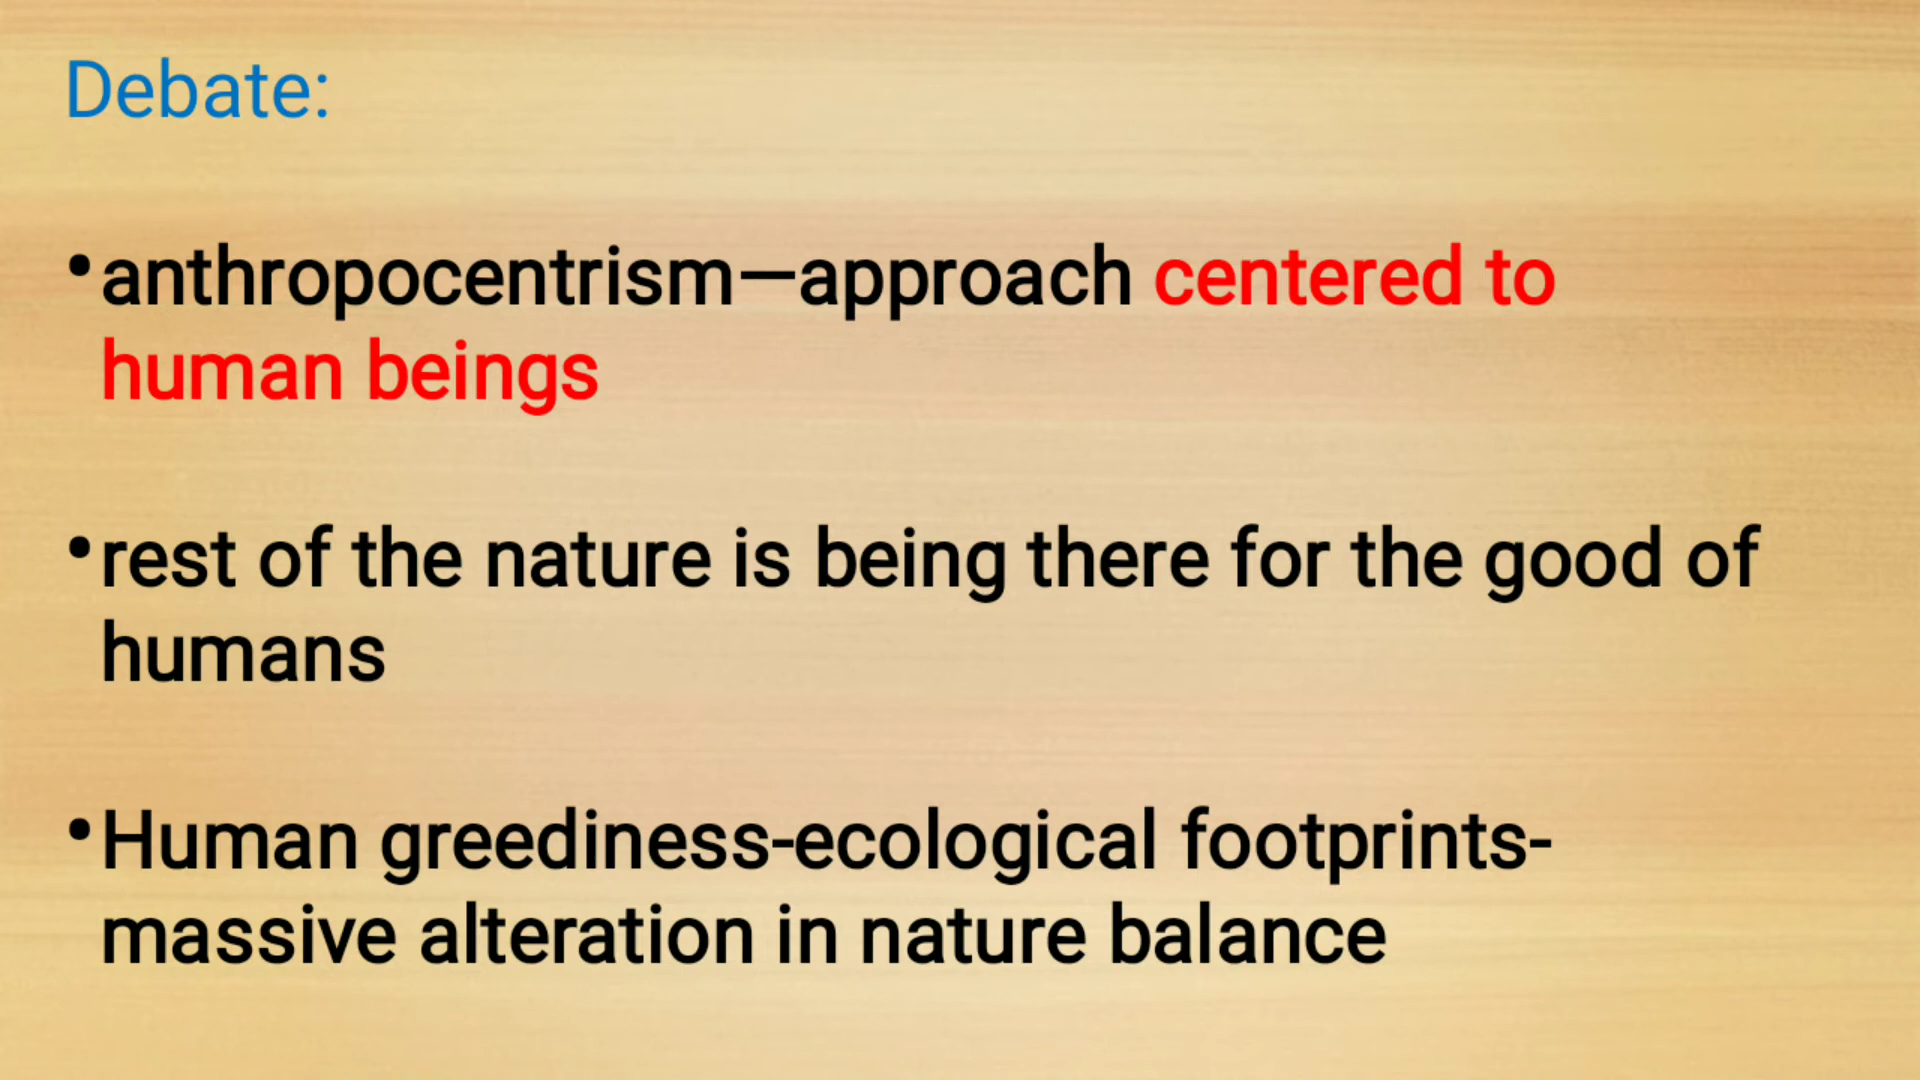 Debate:
•anthropocentrism—approach centered to
human beings
•rest of the nature is being there for the good of
humans
•Human greediness-ecological footprints-
massive alteration in nature balance